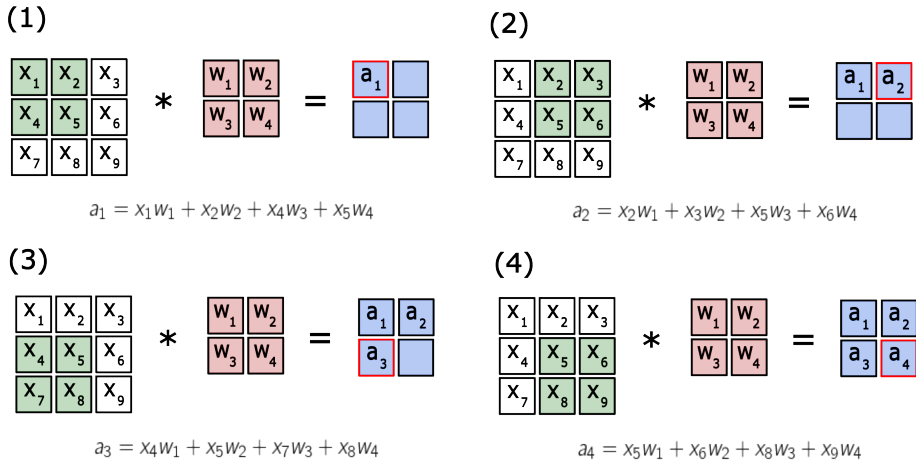 (1)
x₁ x₂ x₃
x₄ x₅ x₆
x₇ x₈ x₉
*
w₁ w₂
w₃ w₄
=
a₁
a₁ = x₁w₁ + x₂w₂ + x₄w₃ + x₅w₄
(2)
x₁ x₂ x₃
x₄ x₅ x₆
x₇ x₈ x₉
*
w₁ w₂
w₃ w₄
=
a₁ a₂
a₂ = x₂w₁ + x₃w₂ + x₅w₃ + x₆w₄
(3)
x₁ x₂ x₃
x₄ x₅ x₆
x₇ x₈ x₉
*
w₁ w₂
w₃ w₄
=
a₁ a₂
a₃
a₃ = x₄w₁ + x₅w₂ + x₇w₃ + x₈w₄
(4)
x₁ x₂ x₃
x₄ x₅ x₆
x₇ x₈ x₉
*
w₁ w₂
w₃ w₄
=
a₁ a₂
a₃ a₄
a₄ = x₅w₁ + x₆w₂ + x₈w₃ + x₉w₄